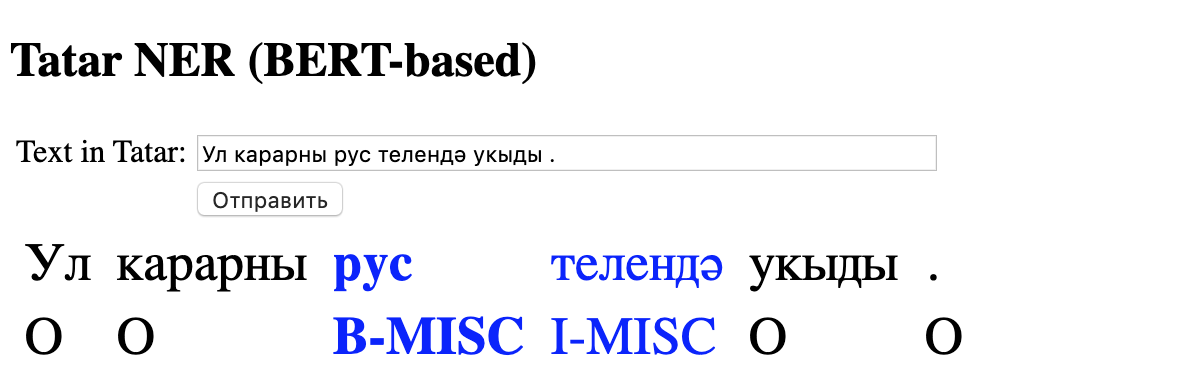 Tatar NER (BERT-based)
Text in Tatar: Ул карарны рус телендә укыды .
Отправить
Ул карарны рус телендә укыды .
O O B-MISC I-MISC O O